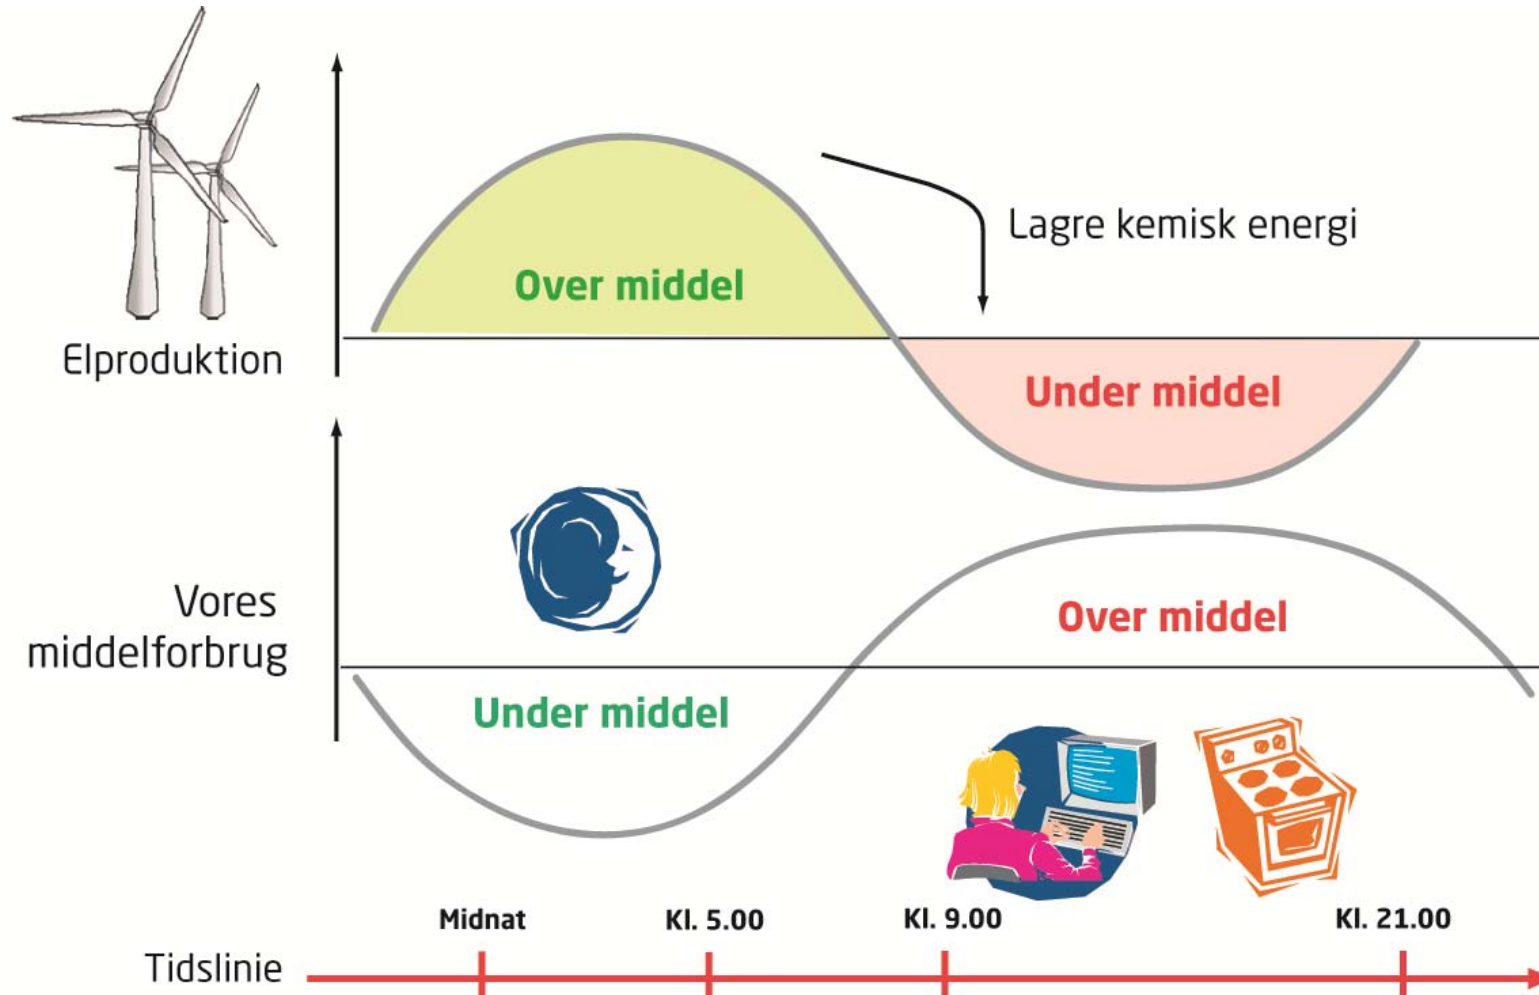 Lagre kemisk energi
Over middel
Elproduktion
Under middel
Vores
middelforbrug
Over middel
Under middel
Midnat
Kl. 5.00
Kl. 9.00
Kl. 21.00
Tidslinie